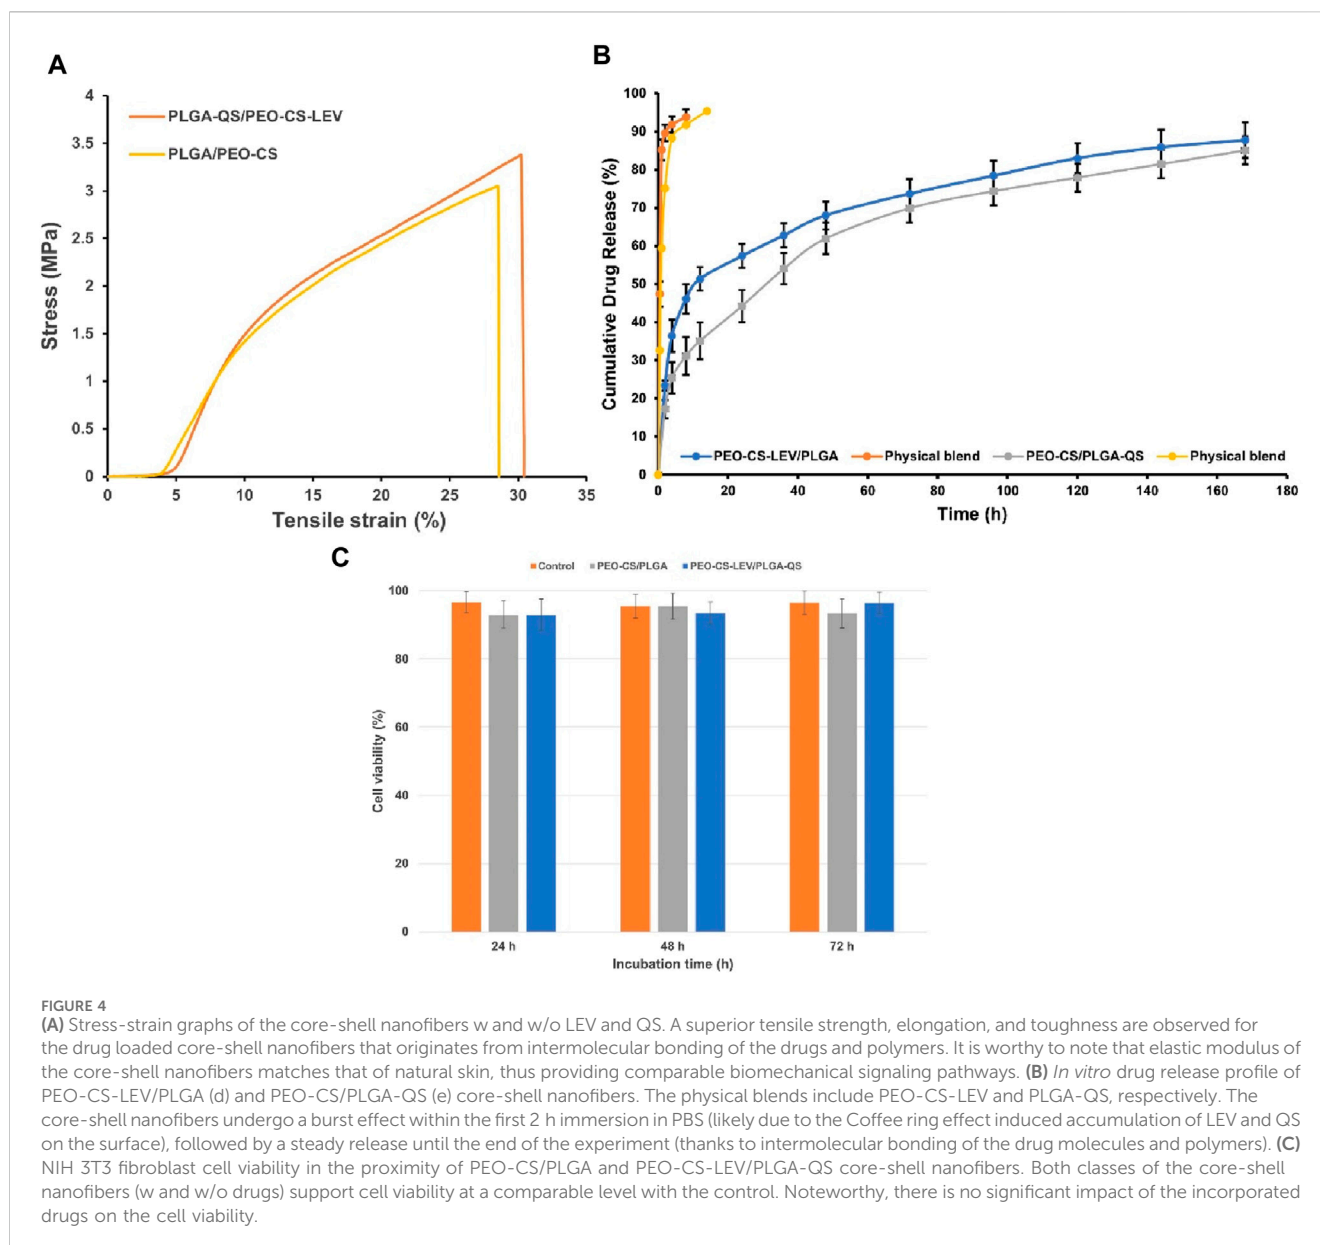 A
4
3.5
3
2.5
2
1.5
1
0.5
0
Stress (MPa)
PLGA-QS/PEO-CS-LEV
PLGA/PEO-CS
0 5 10 15 20 25 30 35
Tensile strain (%)
B
100
90
80
70
60
50
40
30
20
10
0
Cumulative Drug Release (%)
PEO-CS-LEV/PLGA Physical blend PEO-CS/PLGA-QS Physical blend
0 20 40 60 80 100 120 140 160 180
Time (h)
C
Control PEO-CS/PLGA PEO-CS-LEV/PLGA-QS
100
80
60
40
20
0
Cell viability (%)
24 h 48 h 72 h
Incubation time (h)
FIGURE 4
(A) Stress-strain graphs of the core-shell nanofibers w and w/o LEV and QS. A superior tensile strength, elongation, and toughness are observed for
the drug loaded core-shell nanofibers that originates from intermolecular bonding of the drugs and polymers. It is worthy to note that elastic modulus of
the core-shell nanofibers matches that of natural skin, thus providing comparable biomechanical signaling pathways. (B) In vitro drug release profile of
PEO-CS-LEV/PLGA (d) and PEO-CS/PLGA-QS (e) core-shell nanofibers. The physical blends include PEO-CS-LEV and PLGA-QS, respectively. The
core-shell nanofibers undergo a burst effect within the first 2 h immersion in PBS (likely due to the Coffee ring effect induced accumulation of LEV and QS
on the surface), followed by a steady release until the end of the experiment (thanks to intermolecular bonding of the drug molecules and polymers). (C)
NIH 3T3 fibroblast cell viability in the proximity of PEO-CS/PLGA and PEO-CS-LEV/PLGA-QS core-shell nanofibers. Both classes of the core-shell
nanofibers (w and w/o drugs) support cell viability at a comparable level with the control. Noteworthy, there is no significant impact of the incorporated
drugs on the cell viability.